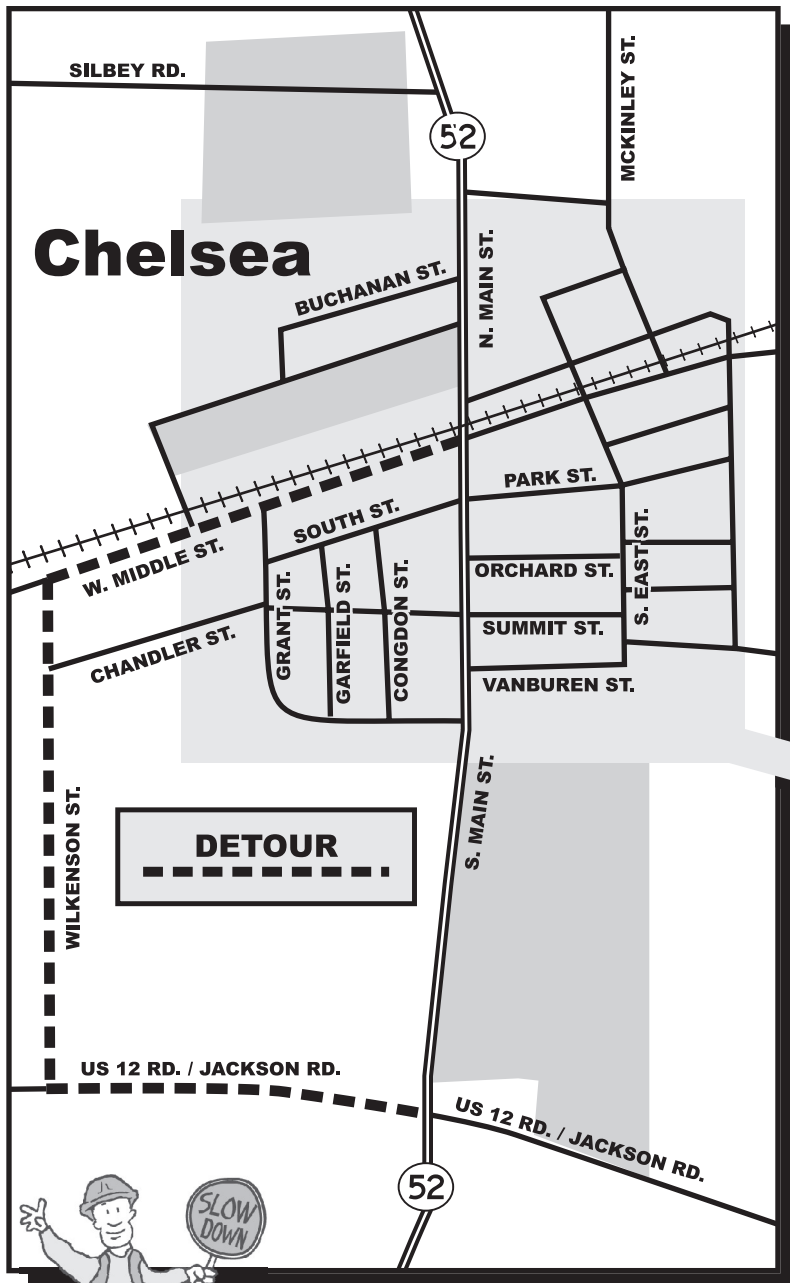 SILBEY RD.
52
MCKINLEY ST.
Chelsea
BUCHANAN ST.
N. MAIN ST.
PARK ST.
SOUTH ST.
W. MIDDLE ST.
ORCHARD ST.
S. EAST ST.
GRANT ST.
GARFIELD ST.
CONGDON ST.
SUMMIT ST.
CHANDLER ST.
VANBUREN ST.
S. MAIN ST.
WILKENSON ST.
DETOUR
US 12 RD. / JACKSON RD.
US 12 RD. / JACKSON RD.
52
SLOW
DOWN